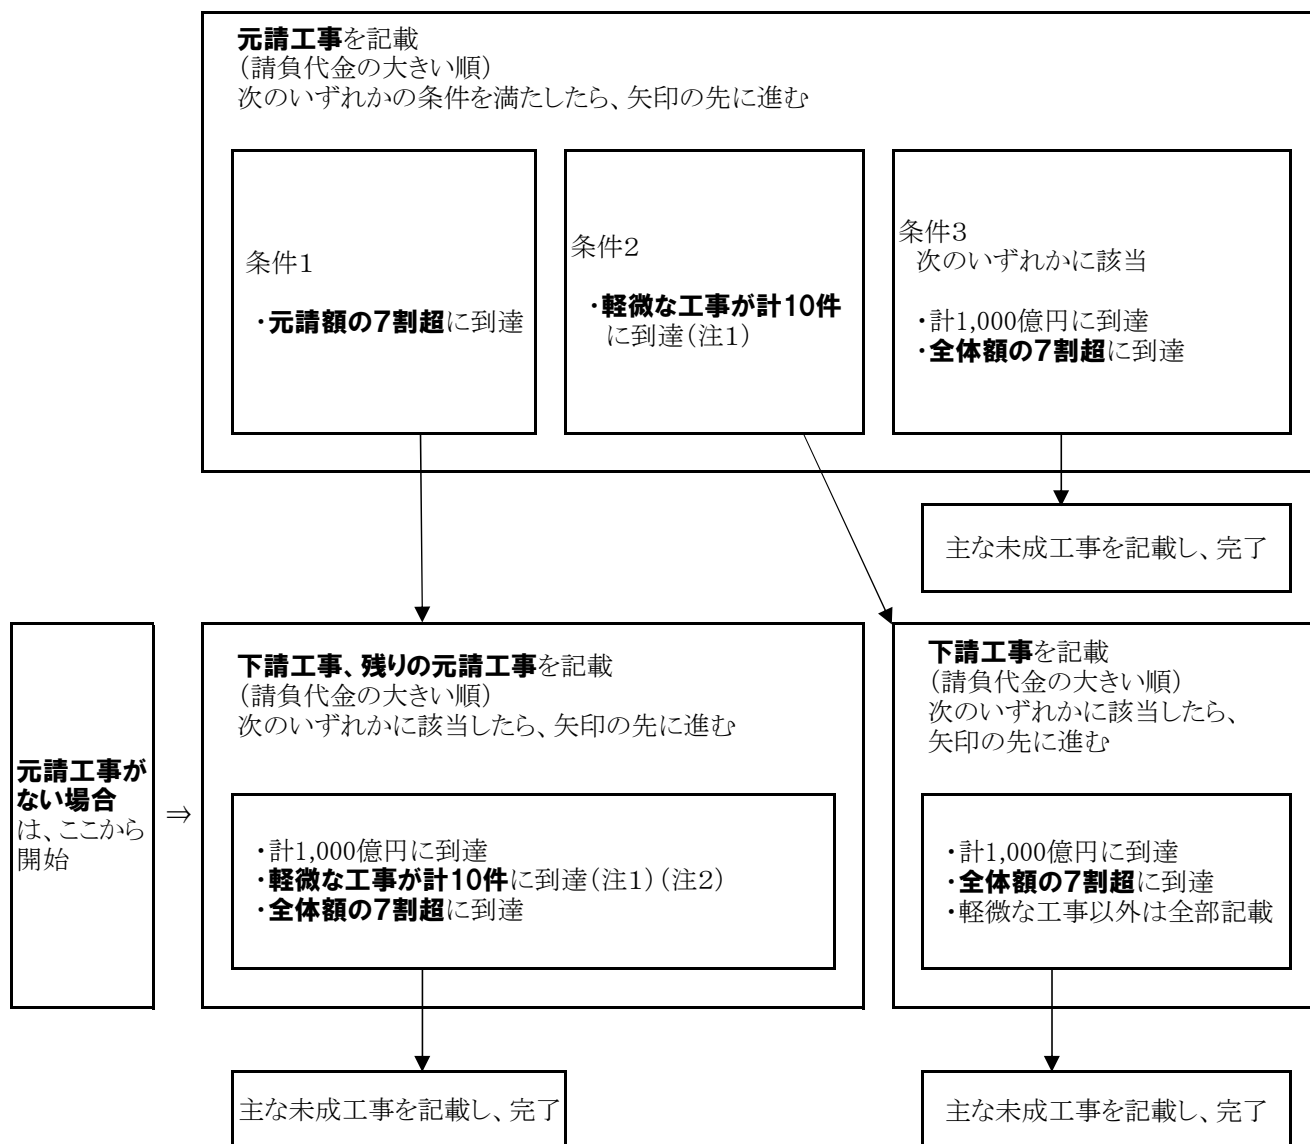 元請工事を記載
（請負代金の大きい順）
次のいずれかの条件を満たしたら、矢印の先に進む
条件１
・元請額の７割超に到達
条件２
・軽微な工事が計１０件
に到達（注１）
条件３
次のいずれかに該当
・計1,000億円に到達
・全体額の７割超に到達
主な未成工事を記載し、完了
元請工事が
ない場合
は、ここから
開始
⇒
下請工事、残りの元請工事を記載
（請負代金の大きい順）
次のいずれかに該当したら、矢印の先に進む
・計1,000億円に到達
・軽微な工事が計１０件に到達（注１）（注２）
・全体額の７割超に到達
主な未成工事を記載し、完了
下請工事を記載
（請負代金の大きい順）
次のいずれかに該当したら、
矢印の先に進む
・計1,000億円に到達
・全体額の７割超に到達
・軽微な工事以外は全部記載
主な未成工事を記載し、完了